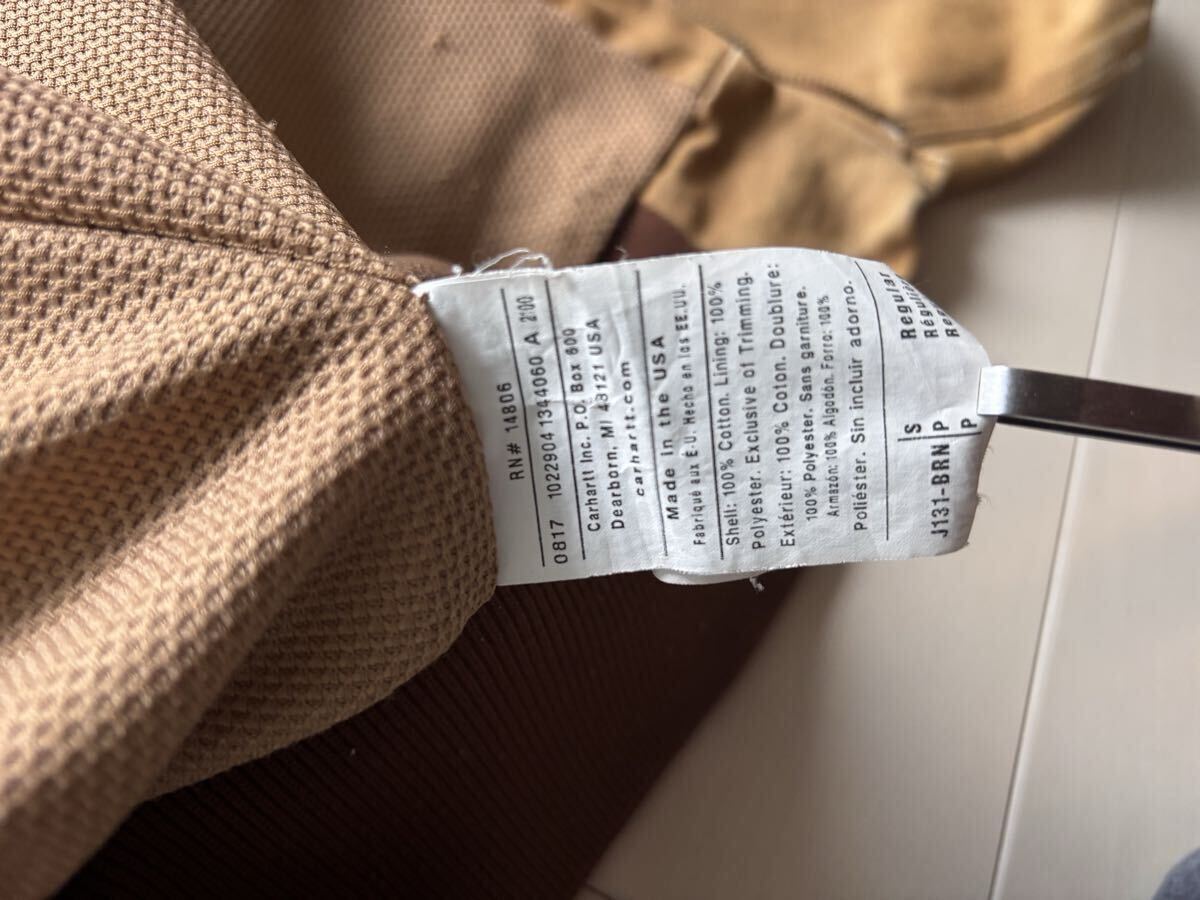 RN# 14806
0817 1022904 1344060 A 2:00
Carhartt Inc. P.O. Box 600
Dearborn, MI 48121 USA
carhartt.com
Made in the USA
Fabriqué aux É-U. Hecho en los EE.UU.
Shell: 100% Cotton. Lining: 100%
Polyester. Exclusive of Trimming.
Extérieur: 100% Coton. Doublure:
100% Polyester. Sans garniture.
Armazón: 100% Algodón. Forro: 100%
Poliéster. Sin incluir adorno.
S Regular
P
J131-BRN P